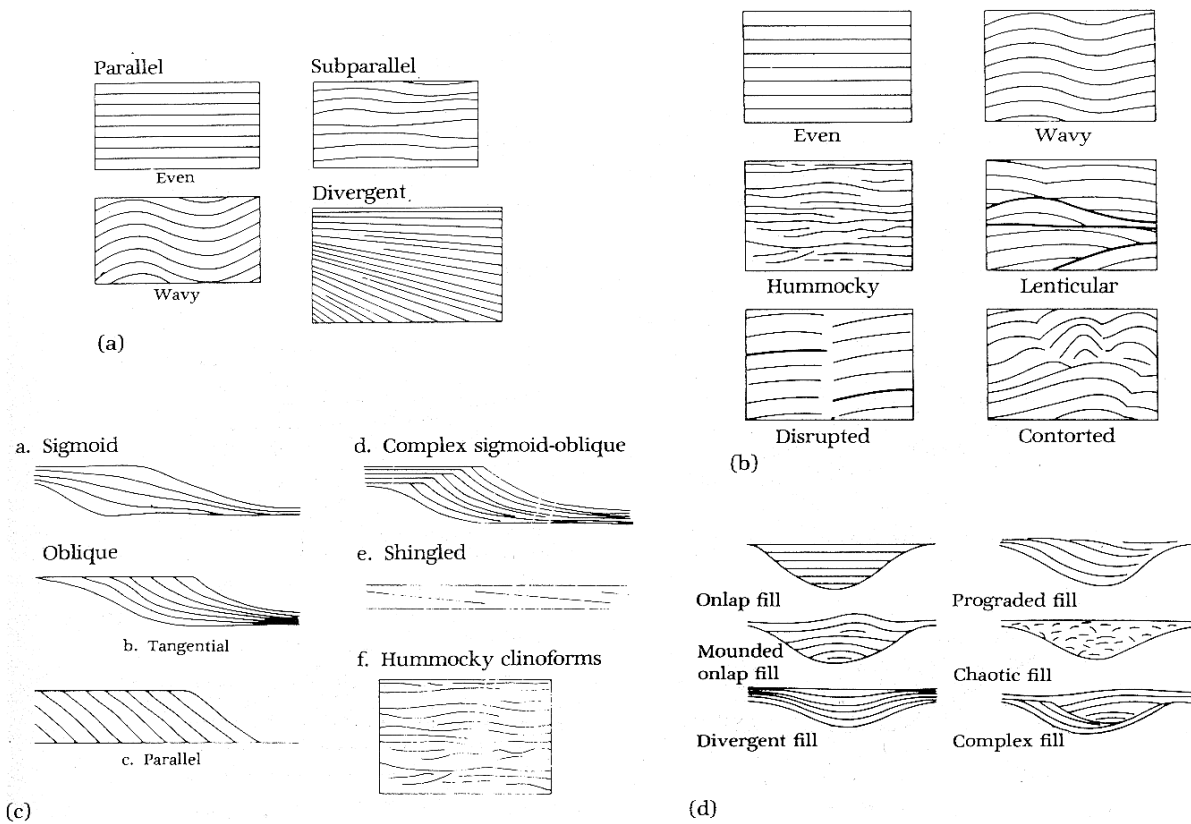 Parallel
Subparallel
Even
Divergent
Wavy
(a)
Even
Wavy
Hummocky
Lenticular
Disrupted
Contorted
(b)
a. Sigmoid
d. Complex sigmoid-oblique
Oblique
e. Shingled
b. Tangential
f. Hummocky clinoforms
c. Parallel
(c)
Onlap fill
Prograded fill
Mounded
onlap fill
Chaotic fill
Divergent fill
Complex fill
(d)